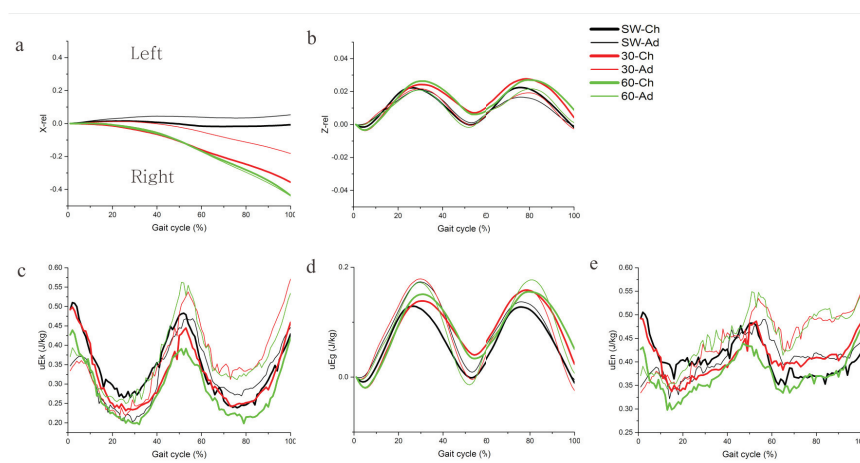 a
Left
Right
X-rel
0.4
0.2
0.0
-0.2
-0.4
0 20 40 60 80 100
Gait cycle (%)
b
Z-rel
0.04
0.02
0.00
-0.02
-0.04
0 20 40 60 80 100
Gait cycle (%)
SW-Ch
SW-Ad
30-Ch
30-Ad
60-Ch
60-Ad
c
uEk (J/kg)
0.60
0.55
0.50
0.45
0.40
0.35
0.30
0.25
0.20
0 20 40 60 80 100
Gait cycle (%)
d
uEg (J/kg)
0.2
0.0
0 20 40 60 80 100
Gait cycle (%)
e
uEn (J/kg)
0.60
0.55
0.50
0.45
0.40
0.35
0.30
0.25
0 20 40 60 80 100
Gait cycle (%)